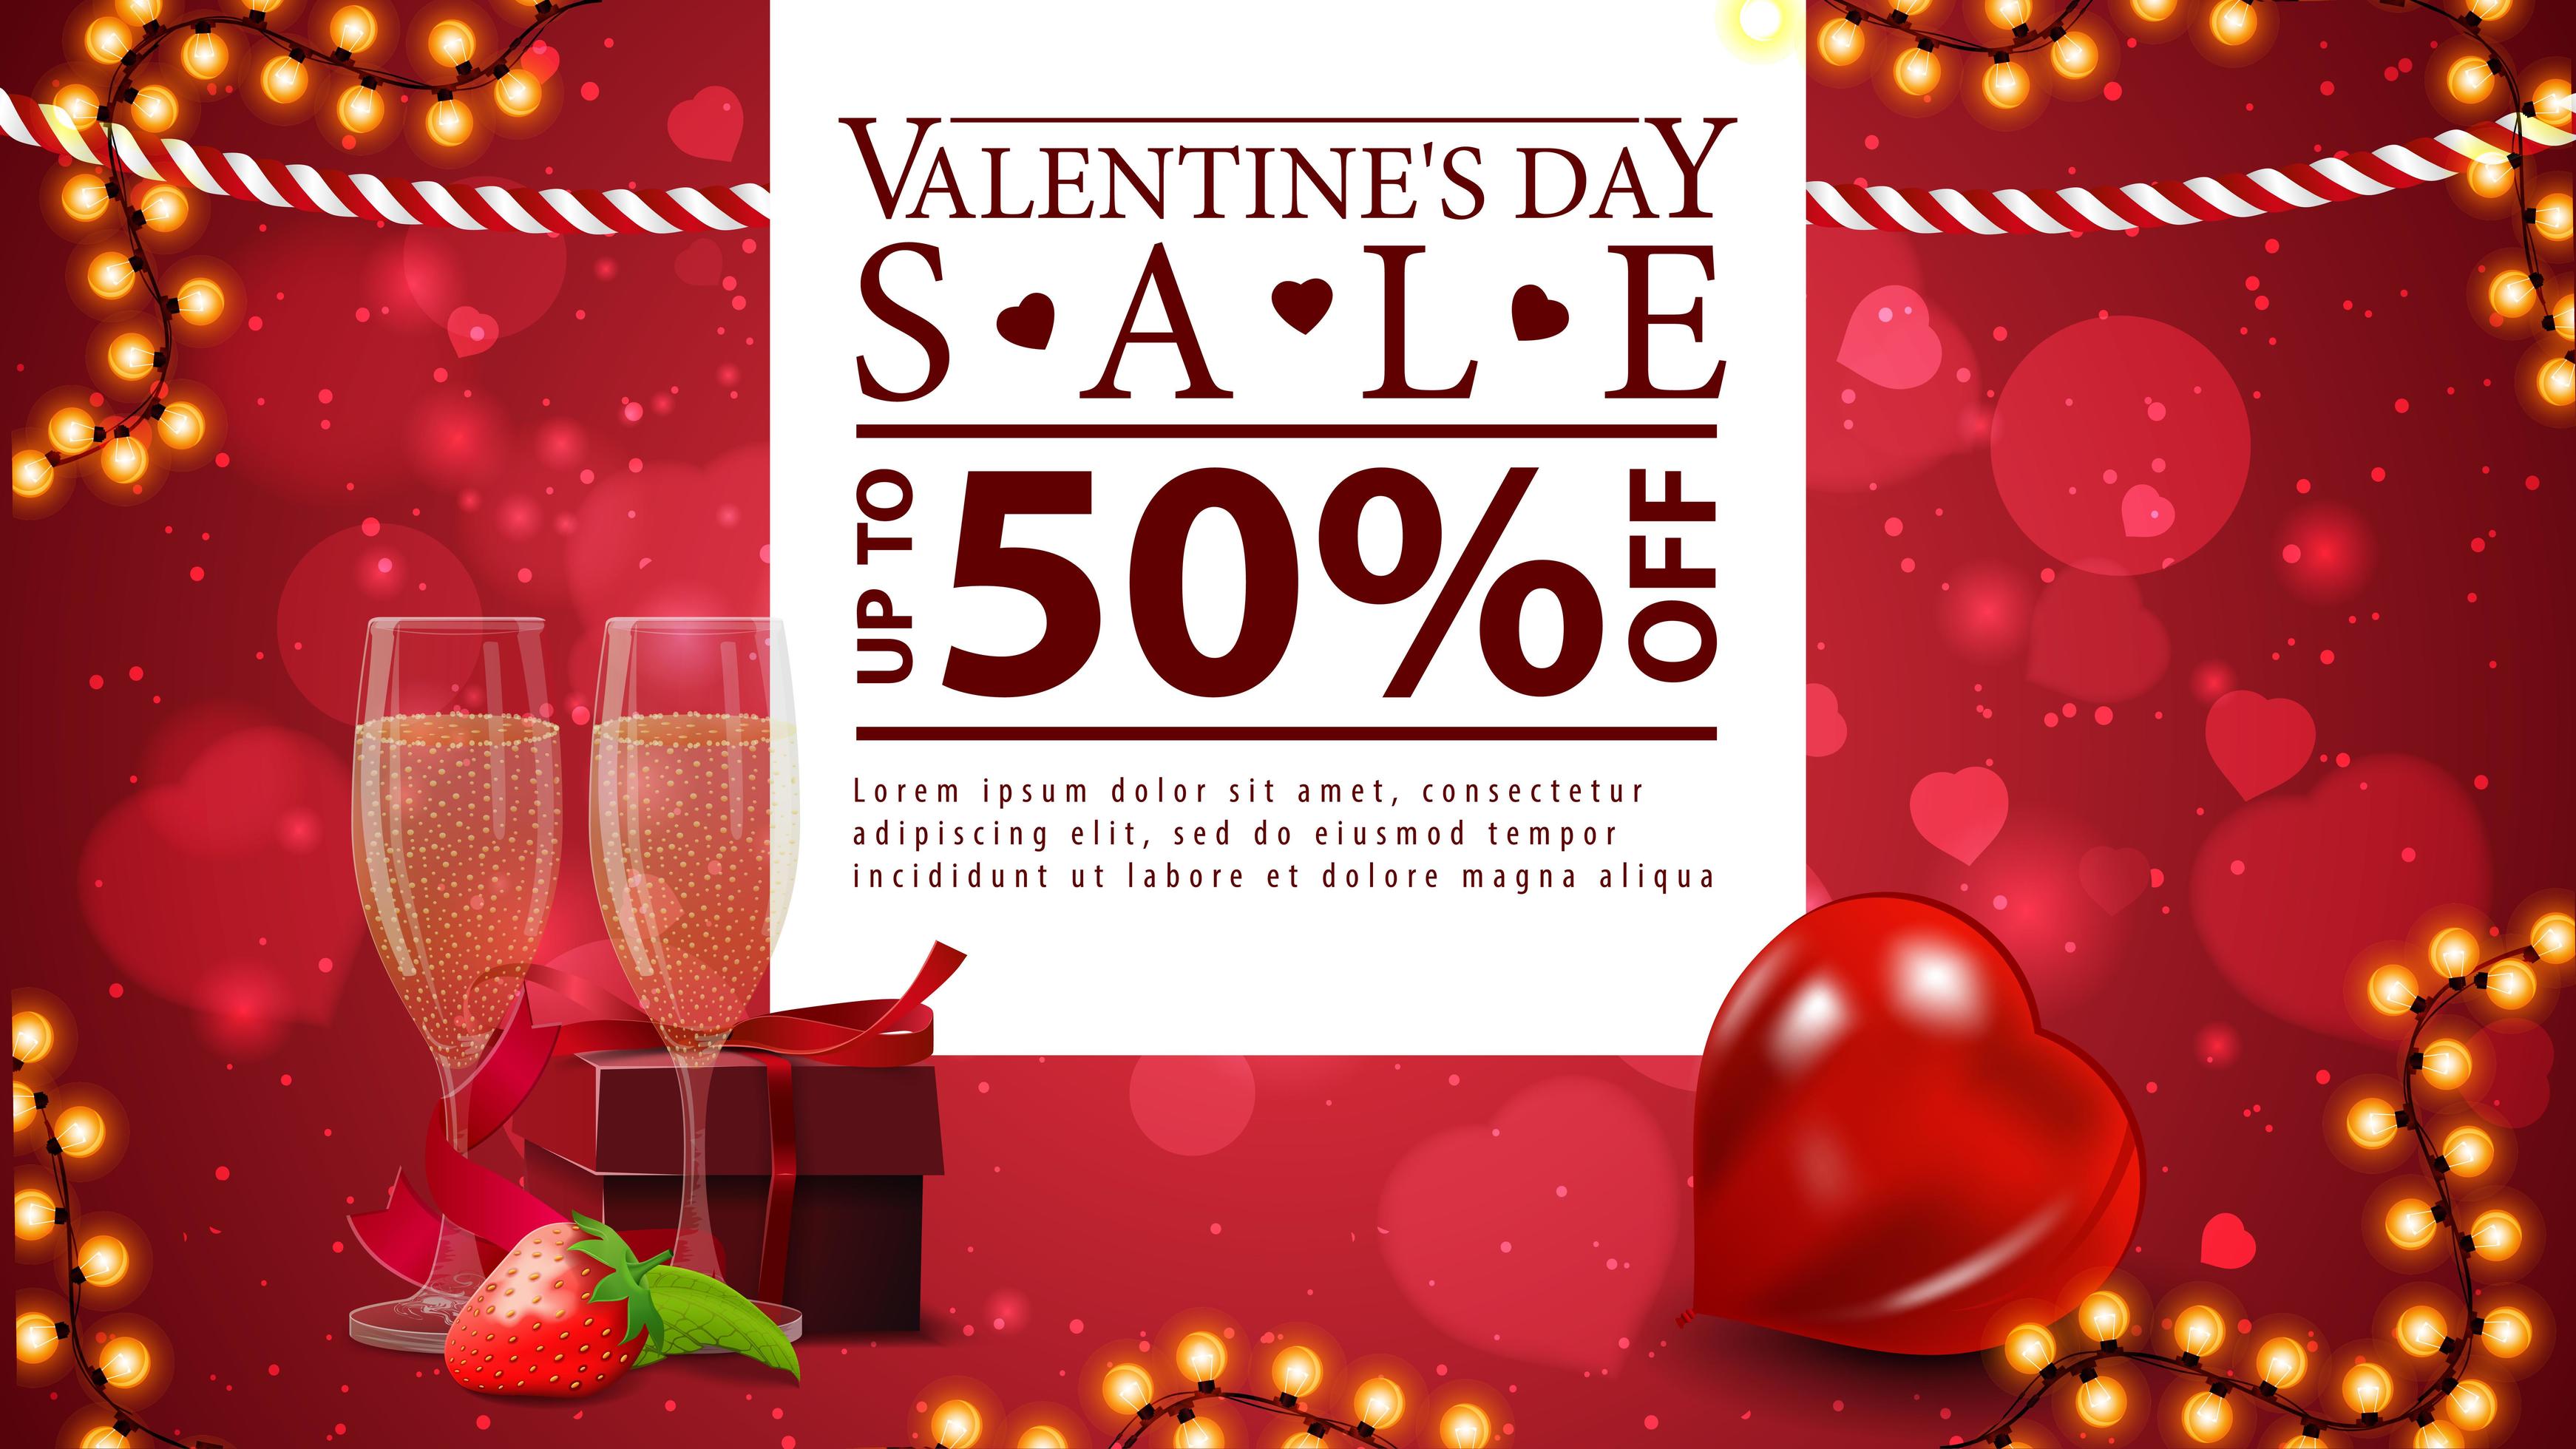 VALENTINE'S DAY
SALE
UP TO 50% OFF
Lorem ipsum dolor sit amet, consectetur
adipiscing elit, sed do eiusmod tempor
incididunt ut labore et dolore magna aliqua